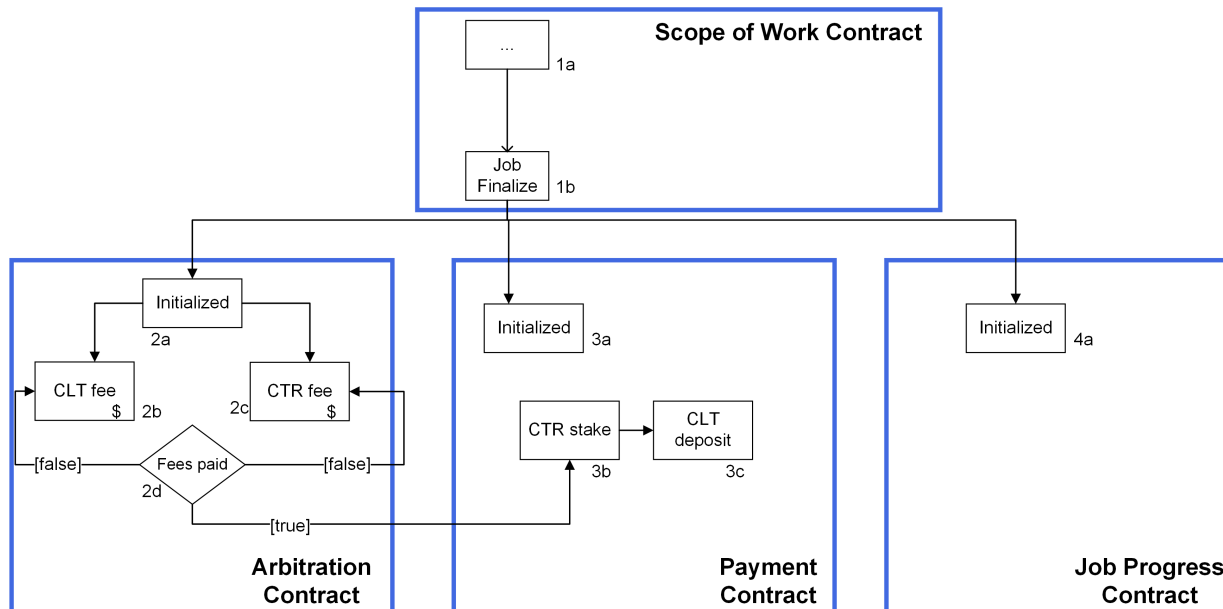 Scope of Work Contract
...
1a
Job
Finalize
1b
Initialized
2a
CLT fee
$
2b
2c
CTR fee
$
[false]
Fees paid
[false]
2d
[true]
Arbitration
Contract
Initialized
3a
CTR stake
3b
CLT
deposit
3c
Payment
Contract
Initialized
4a
Job Progress
Contract